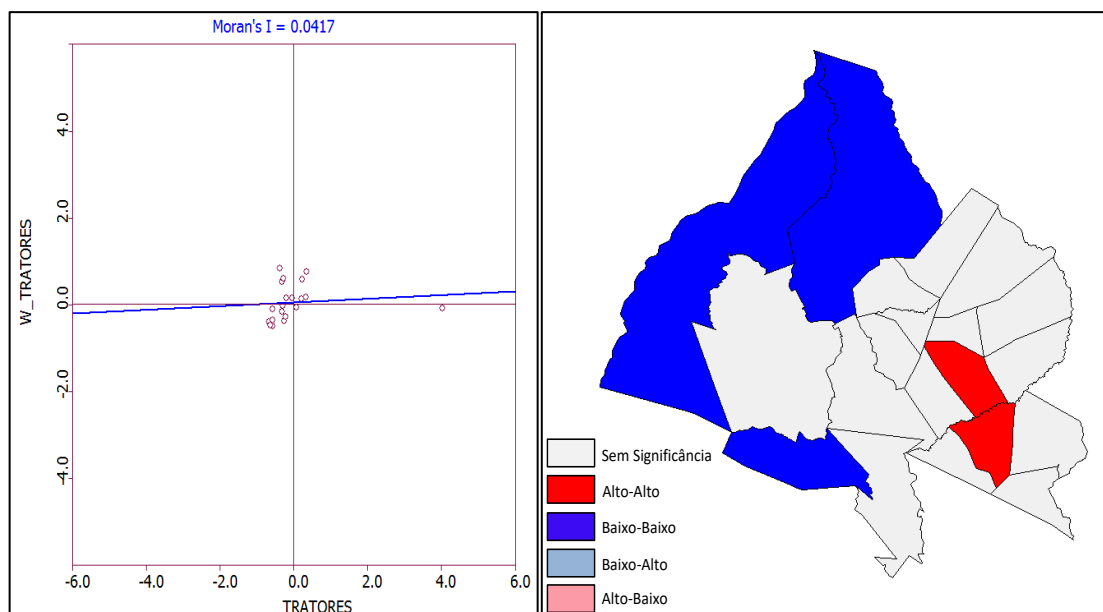 Moran's I = 0.0417
4.0
2.0
0.0
-2.0
-4.0
W_TRATORES
-6.0 -4.0 -2.0 0.0 2.0 4.0 6.0
TRATORES
Sem Significância
Alto-Alto
Baixo-Baixo
Baixo-Alto
Alto-Baixo